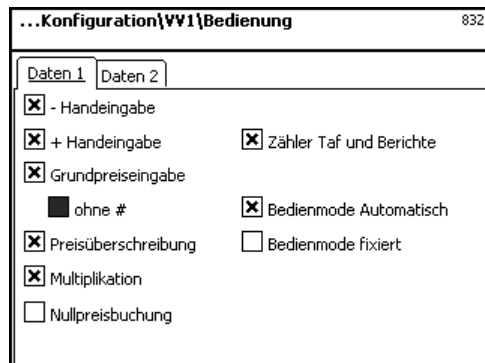 ...Konfiguration\VV1\Bedienung 832
Daten 1 Daten 2
- Handeingabe
+ Handeingabe Zähler Taf und Berichte
Grundpreiseingabe
ohne # Bedienmode Automatisch
Preisüberschreibung Bedienmode fixiert
Multiplikation
Nullpreisbuchung